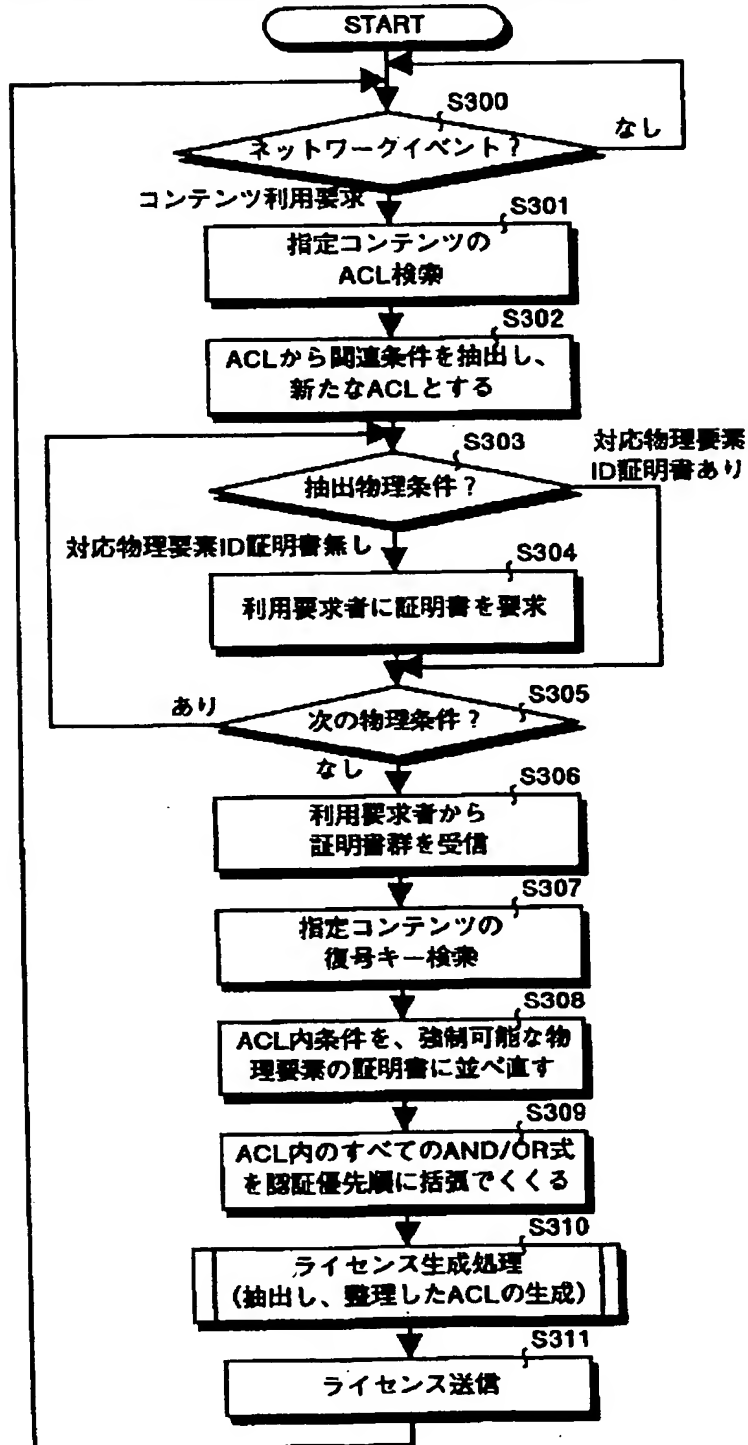 START
S300
ネットワークイベント?
なし
コンテンツ利用要求
S301
指定コンテンツの
ACL検索
S302
ACLから関連条件を抽出し、
新たなACLとする
S303
抽出物理条件?
対応物理要素
ID証明書あり
対応物理要素ID証明書無し
S304
利用要求者に証明書を要求
S305
次の物理条件?
あり
なし
S306
利用要求者から
証明書群を受信
S307
指定コンテンツの
復号キー検索
S308
ACL内条件を、強制可能な物
理要素の証明書に並べ直す
S309
ACL内のすべてのAND/OR式
を認証優先順に括弧でくくる
S310
ライセンス生成処理
(抽出し、整理したACLの生成)
S311
ライセンス送信